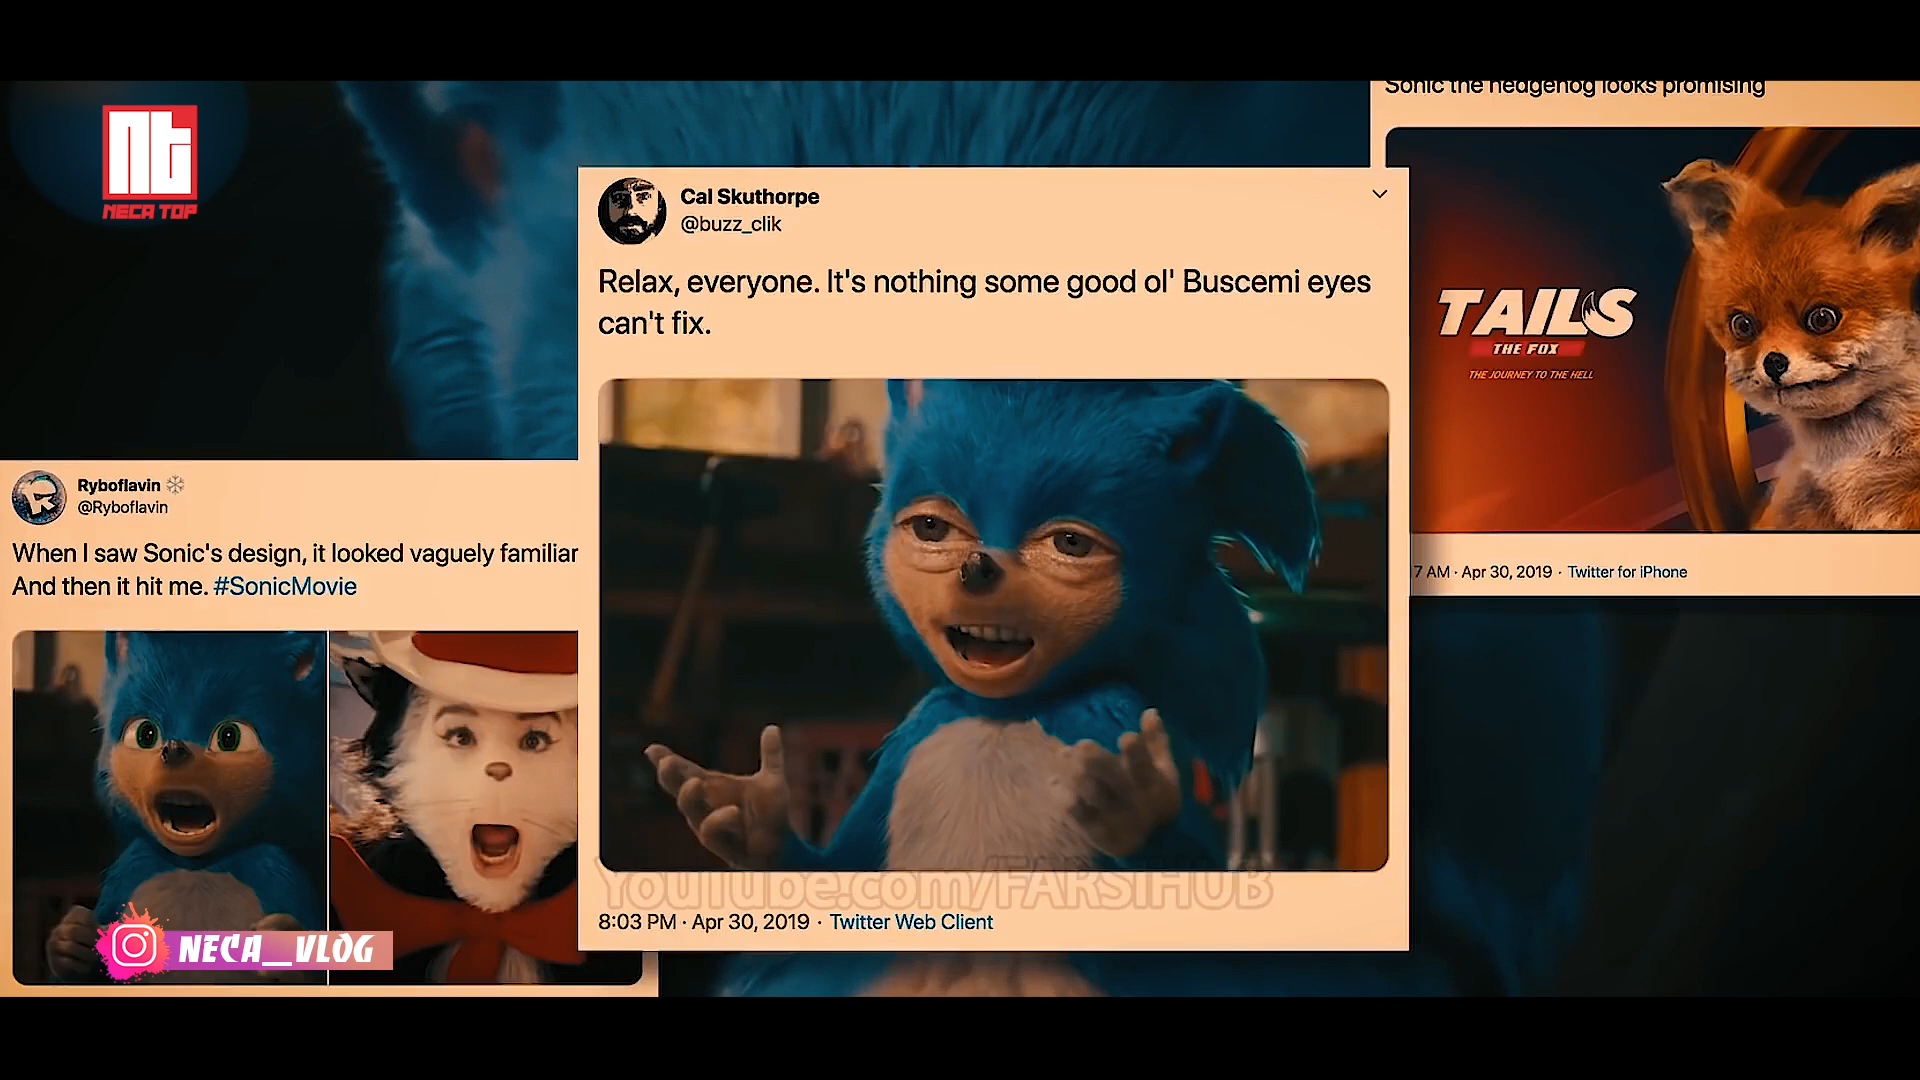 Nt
NECA TOP
Sonic the hedgehog looks promising
TAILS
THE FOX
THE JOURNEY TO THE HELL
7 AM · Apr 30, 2019 · Twitter for iPhone
Cal Skuthorpe
@buzz_clik
Relax, everyone. It's nothing some good ol' Buscemi eyes
can't fix.
YouTube.com/FARSIHUB
8:03 PM · Apr 30, 2019 · Twitter Web Client
Ryboflavin
@Ryboflavin
When I saw Sonic's design, it looked vaguely familiar
And then it hit me. #SonicMovie
NECA_VLOG